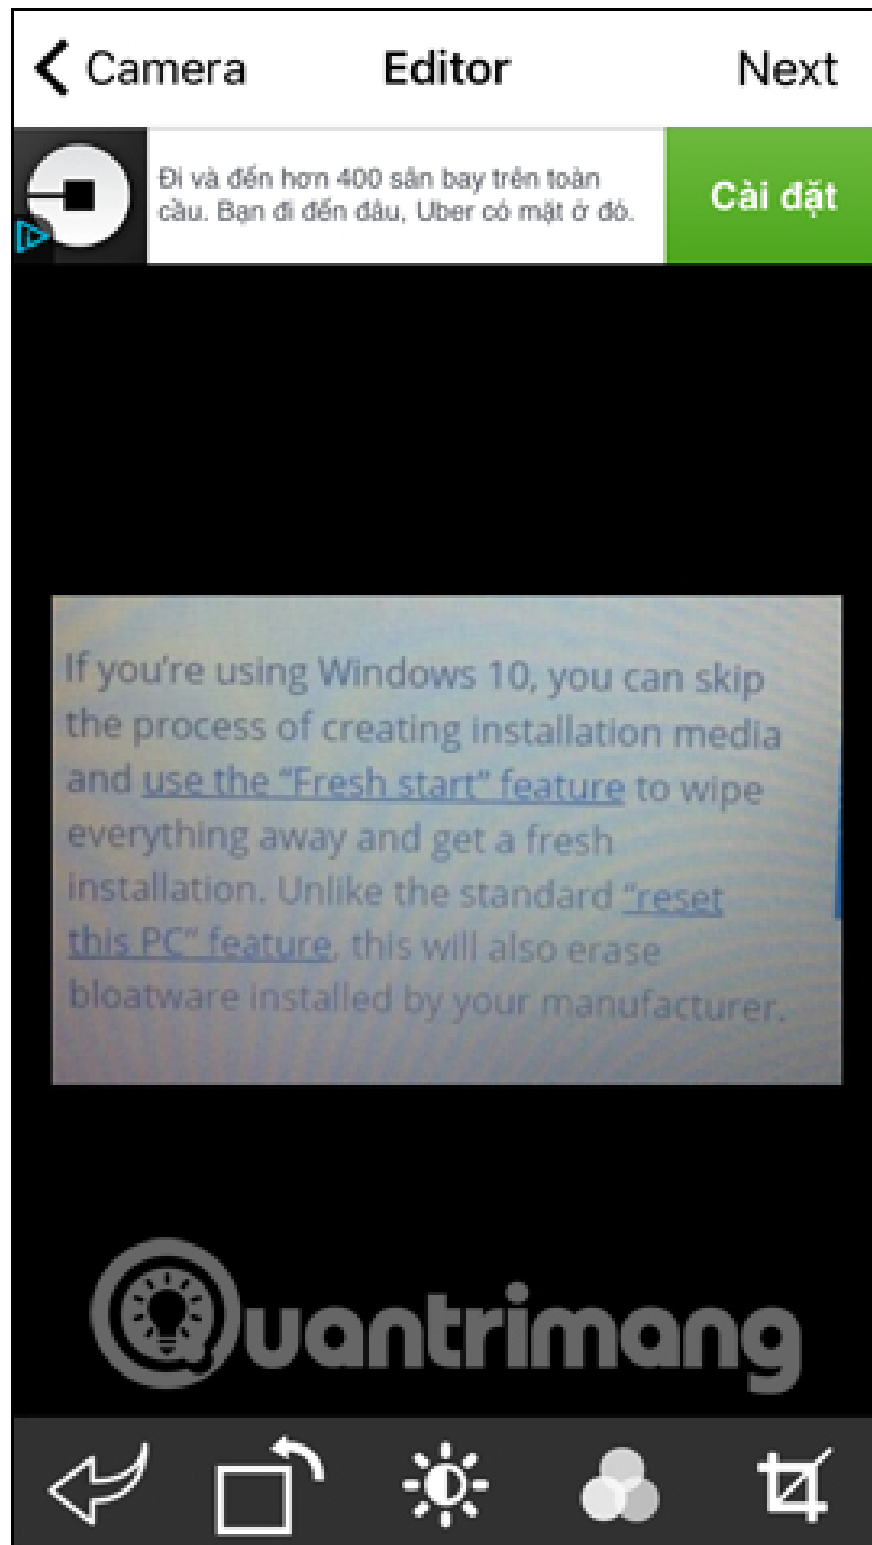 Camera Editor Next
Đi và đến hơn 400 sân bay trên toàn
cầu. Bạn đi đến đâu, Uber có mặt ở đó.
Cài đặt
If you’re using Windows 10, you can skip
the process of creating installation media
and use the “Fresh start” feature to wipe
everything away and get a fresh
installation. Unlike the standard “reset
this PC” feature, this will also erase
bloatware installed by your manufacturer.
Quantrimang